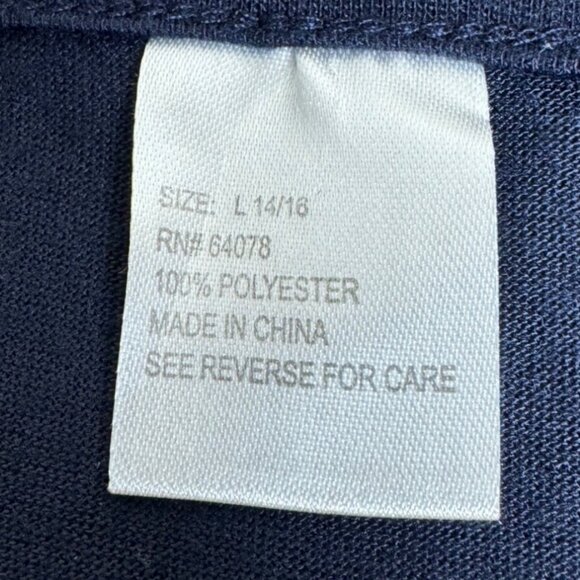 SIZE: L 14/16
RN# 64078
100% POLYESTER
MADE IN CHINA
SEE REVERSE FOR CARE